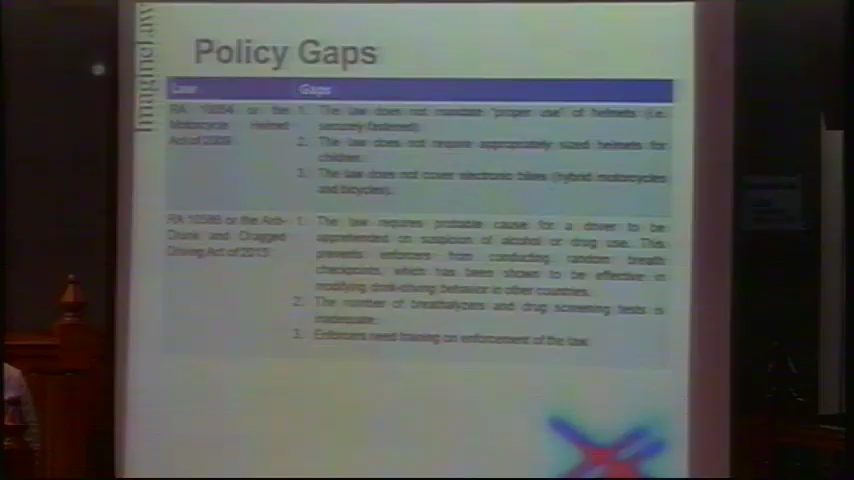 ImagineLaw
Policy Gaps
Law
Gaps
RA 10054 or the
Motorcycle Helmet
Act of 2009
1. The law does not mandate "proper use" of helmets (i.e.
securely fastened).
2. The law does not require appropriately sized helmets for
children.
3. The law does not cover electronic bikes (hybrid motorcycles
and bicycles).
RA 10586 or the Anti-
Drunk and Drugged
Driving Act of 2013
1. The law requires probable cause for a driver to be
apprehended on suspicion of alcohol or drug use. This
prevents enforcers from conducting random breath
checkpoints, which has been shown to be effective in
modifying drink-driving behavior in other countries.
2. The number of breathalyzers and drug screening tests is
inadequate.
3. Enforcers need training on enforcement of the law.